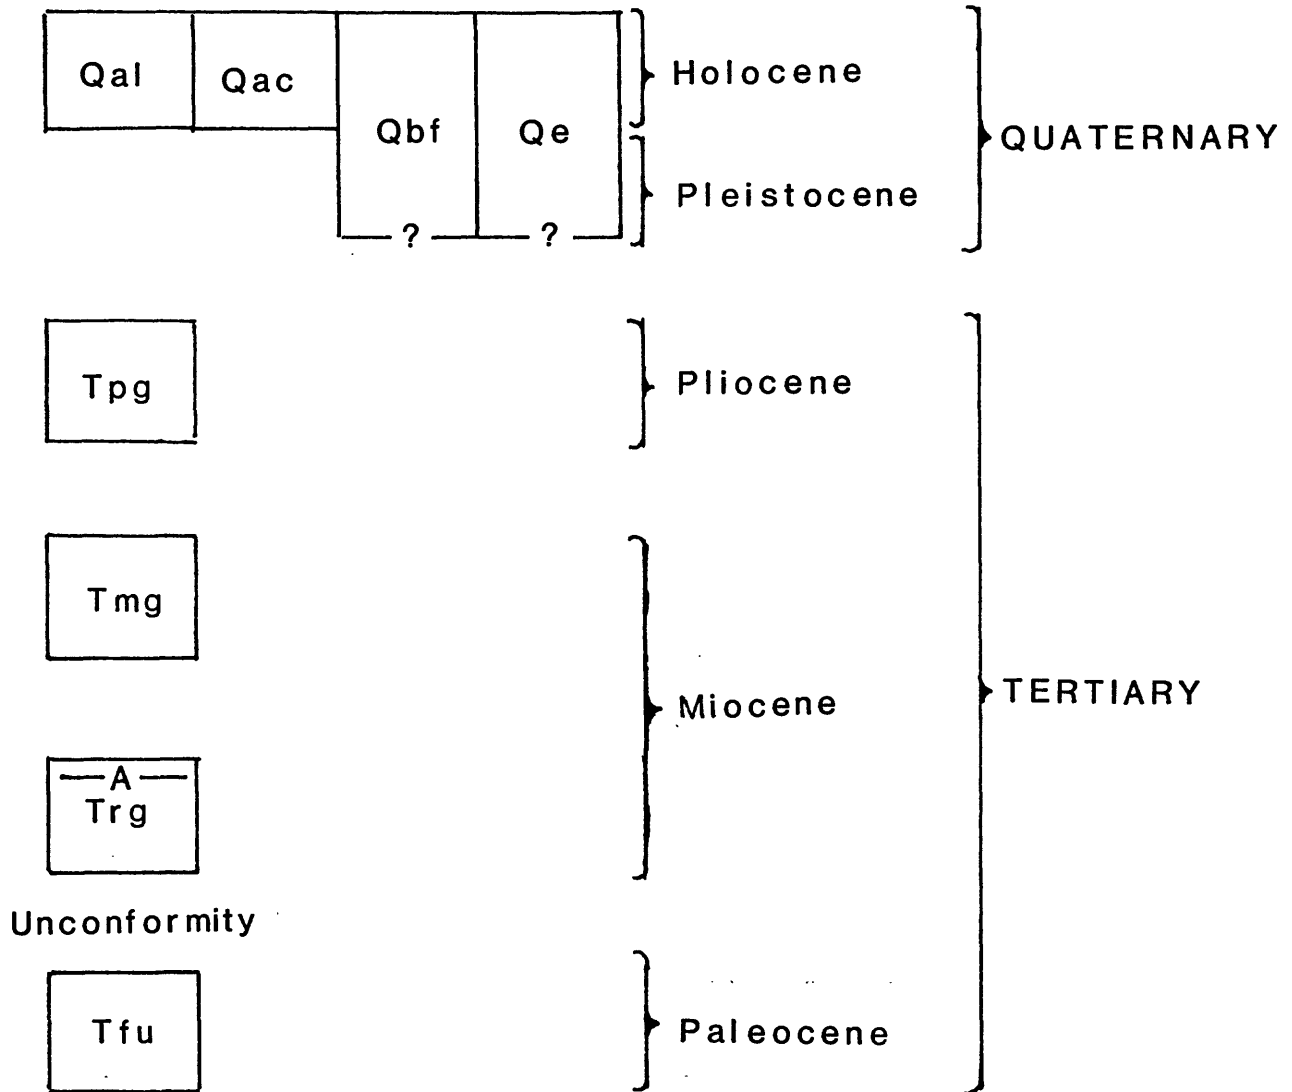 Qal Qac Qbf Qe Holocene
Pleistocene
QUATERNARY
? ?
Tpg Pliocene
Tmg
Miocene
TERTIARY
A
Trg
Unconformity
Tfu Paleocene